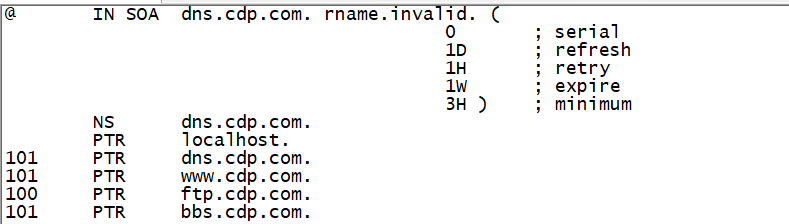 @ IN SOA dns.cdp.com. rname.invalid. (
0 ; serial
1D ; refresh
1H ; retry
1W ; expire
3H ) ; minimum
NS dns.cdp.com.
PTR localhost.
101 PTR dns.cdp.com.
101 PTR www.cdp.com.
100 PTR ftp.cdp.com.
101 PTR bbs.cdp.com.